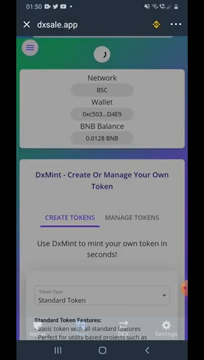 01:50
dxsale.app
Network
BSC
Wallet
0xc503...D4E9
BNB Balance
0.0128 BNB
DxMint - Create Or Manage Your Own
Token
CREATE TOKENS
MANAGE TOKENS
Use DxMint to mint your own token in
seconds!
Token Type
Standard Token
Standard Token Features:
- Basic token with all standard features
- Perfect for utility based projects such as
Settings